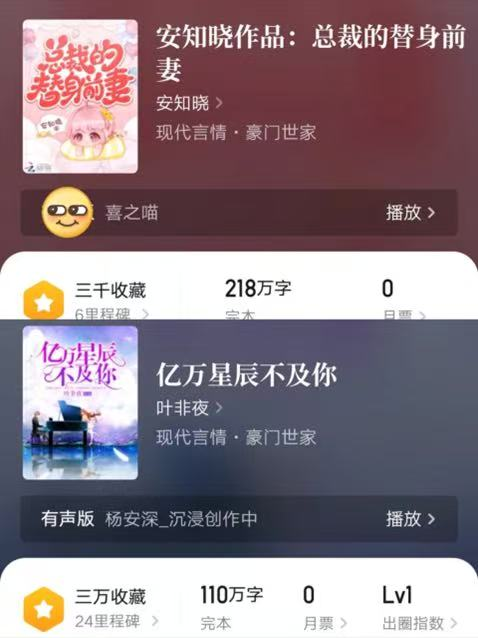 总裁的
替身前妻
安知晓
安知晓作品：总裁的替身前
妻
安知晓
现代言情·豪门世家
喜之喵
播放
三千收藏
218万字
0
6里程碑
完本
月票
亿万星辰
不及你
叶非夜
亿万星辰不及你
叶非夜
现代言情·豪门世家
有声版 杨安深_沉浸创作中
播放
三万收藏
110万字
0
Lv1
24里程碑
完本
月票
出圈指数